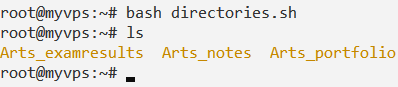 root@myvps:~# bash directories.sh
root@myvps:~# ls
Arts_examresults  Arts_notes  Arts_portfolio
root@myvps:~#